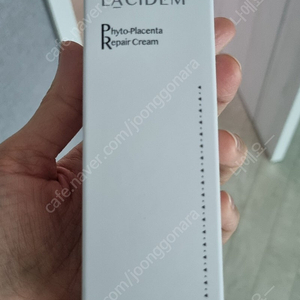 LACIDEM
Phyto-Placenta
Repair Cream
cafe.naver.com/joonggonara